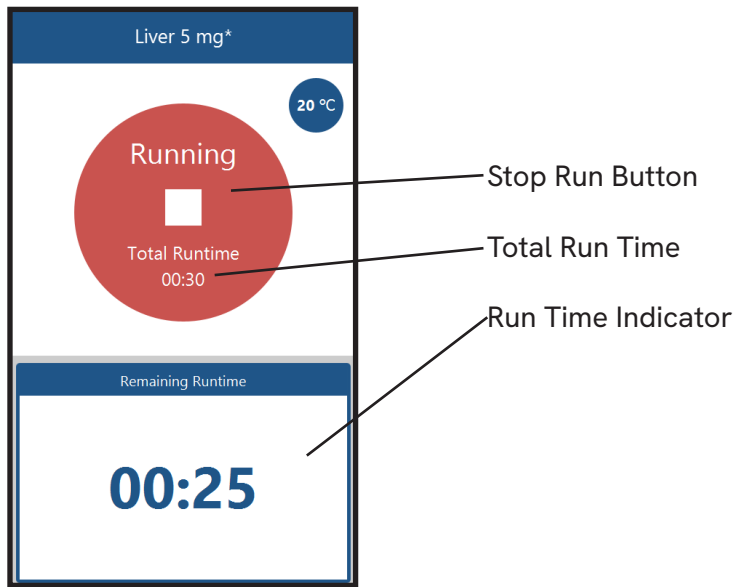 Liver 5 mg*
20 °C
Running
Stop Run Button
Total Runtime
00:30
Total Run Time
Run Time Indicator
Remaining Runtime
00:25